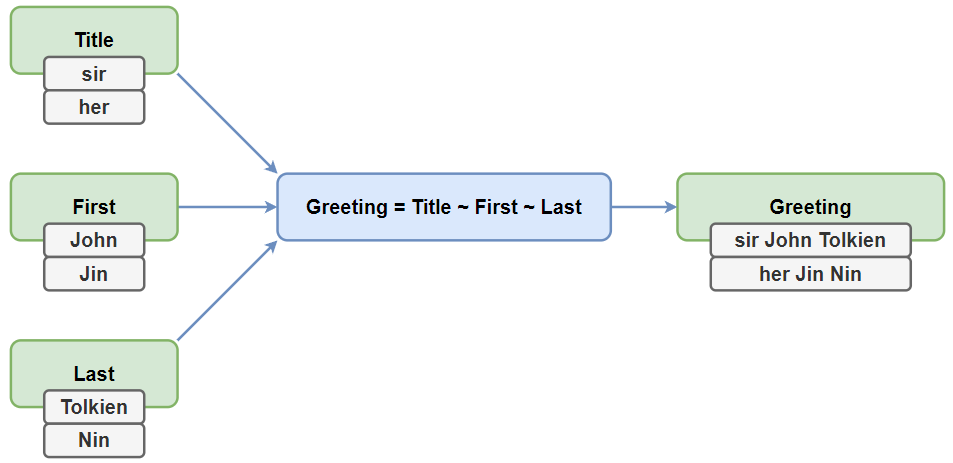 Title
sir
her
First
John
Jin
Last
Tolkien
Nin
Greeting = Title ~ First ~ Last
Greeting
sir John Tolkien
her Jin Nin